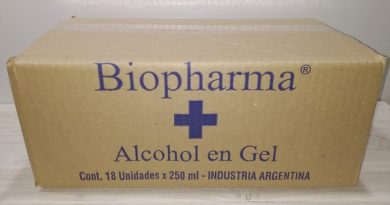 Biopharma®
Alcohol en Gel
Cont. 18 Unidades x 250 ml - INDUSTRIA ARGENTINA